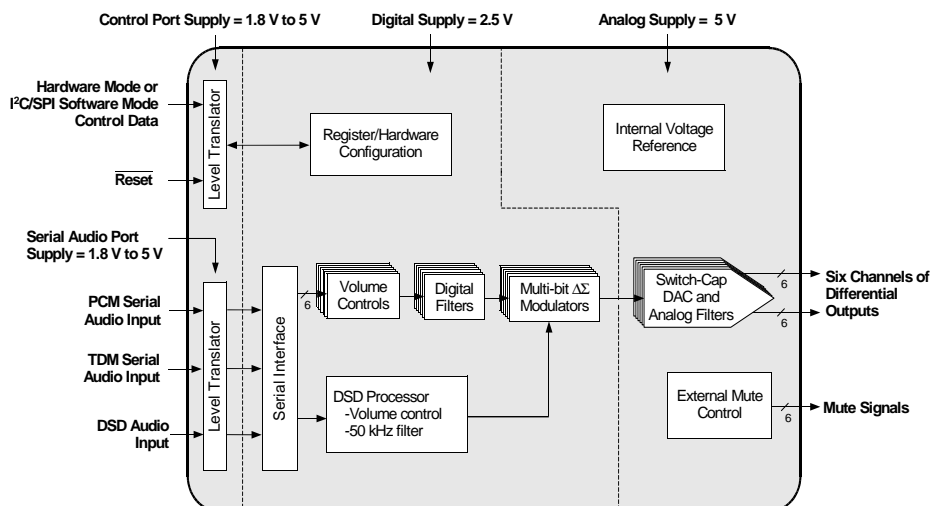 Control Port Supply = 1.8 V to 5 V
Digital Supply = 2.5 V
Analog Supply = 5 V
Hardware Mode or
I²C/SPI Software Mode
Control Data
Reset
Level Translator
Register/Hardware
Configuration
Internal Voltage
Reference
Serial Audio Port
Supply = 1.8 V to 5 V
PCM Serial
Audio Input
TDM Serial
Audio Input
DSD Audio
Input
Level Translator
Serial Interface
6
Volume
Controls
Digital
Filters
Multi-bit ΔΣ
Modulators
Switch-Cap
DAC and
Analog Filters
6
6
Six Channels of
Differential
Outputs
DSD Processor
-Volume control
-50 kHz filter
External Mute
Control
6
Mute Signals